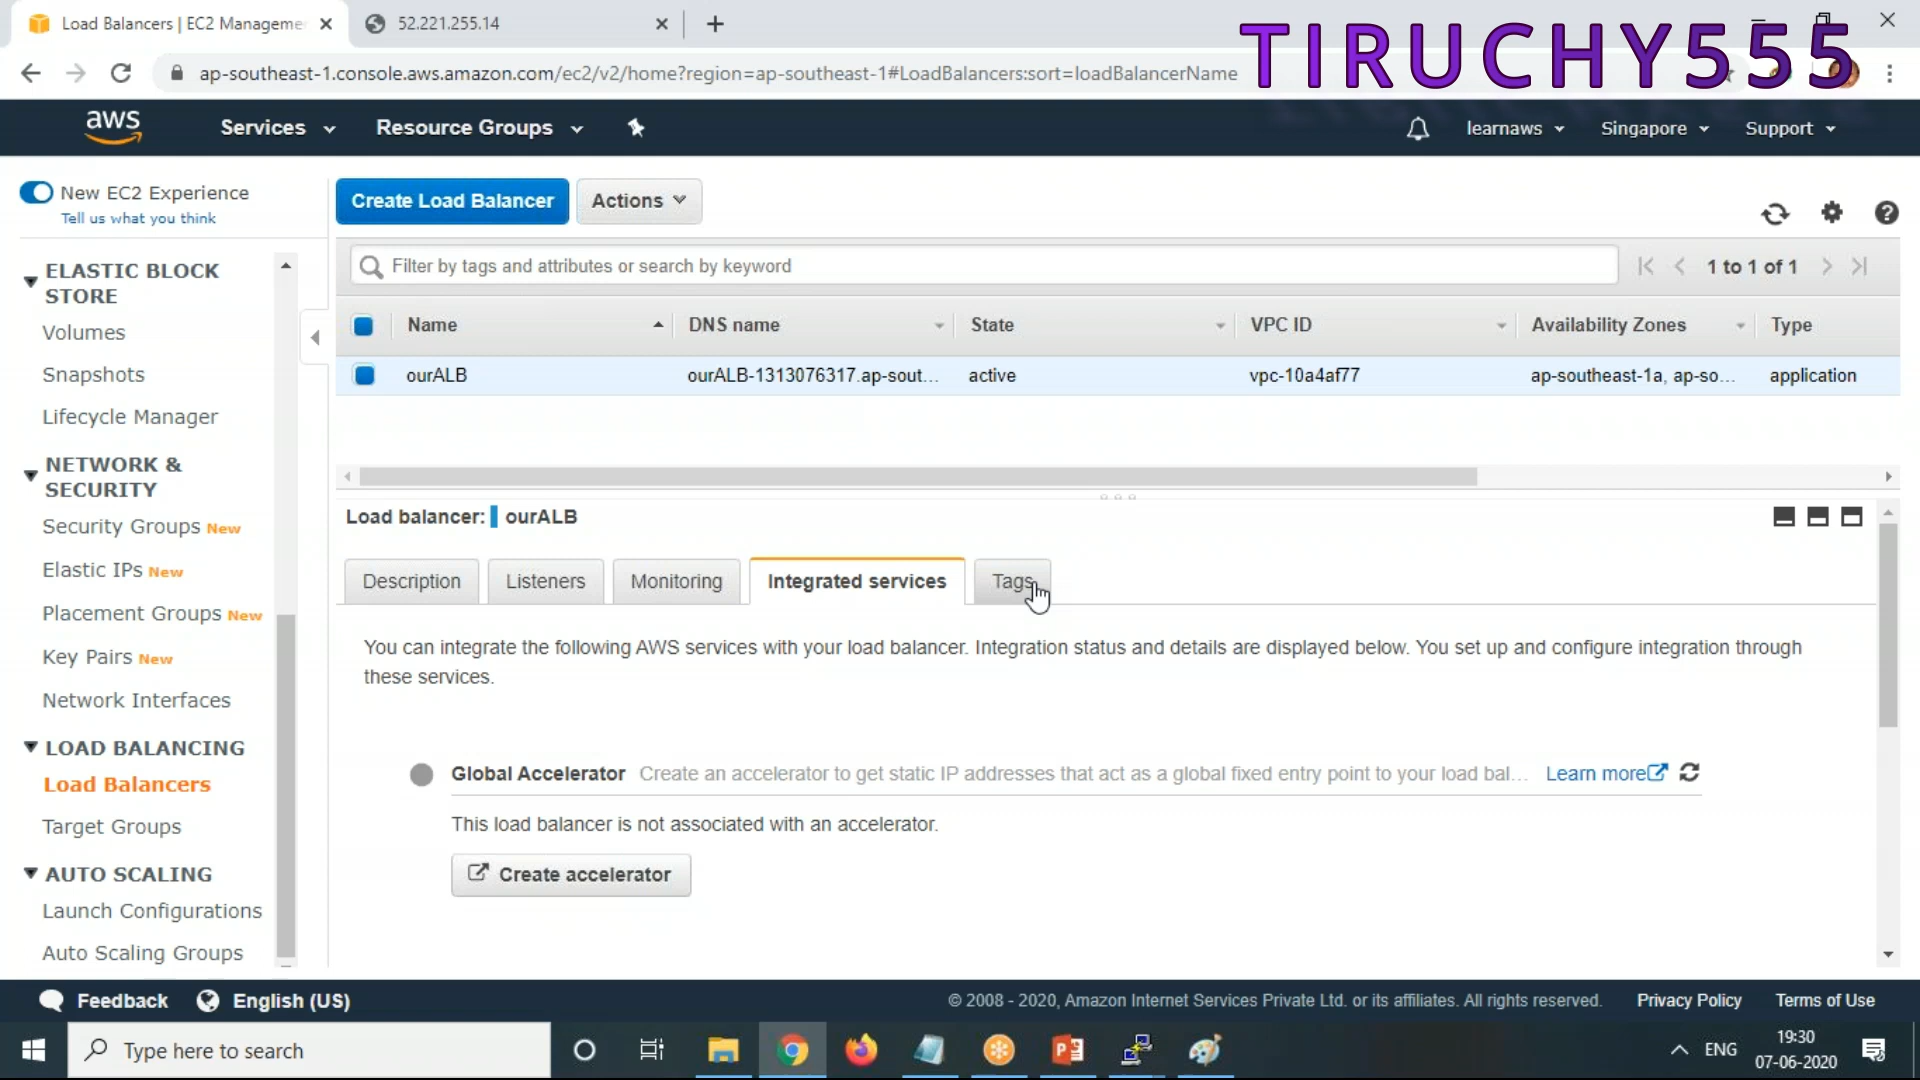 Load Balancers | EC2 Manageme
52.221.255.14
TIRUCHY555
ap-southeast-1.console.aws.amazon.com/ec2/v2/home?region=ap-southeast-1#LoadBalancers:sort=loadBalancerName
aws
Services
Resource Groups
learnaws
Singapore
Support
New EC2 Experience
Tell us what you think
Create Load Balancer
Actions
Filter by tags and attributes or search by keyword
1 to 1 of 1
Name
DNS name
State
VPC ID
Availability Zones
Type
ourALB
ourALB-1313076317.ap-sout...
active
vpc-10a4af77
ap-southeast-1a, ap-so...
application
ELASTIC BLOCK
STORE
Volumes
Snapshots
Lifecycle Manager
NETWORK &
SECURITY
Security Groups New
Elastic IPs New
Placement Groups New
Key Pairs New
Network Interfaces
LOAD BALANCING
Load Balancers
Target Groups
AUTO SCALING
Launch Configurations
Auto Scaling Groups
Load balancer: ourALB
Description
Listeners
Monitoring
Integrated services
Tags
You can integrate the following AWS services with your load balancer. Integration status and details are displayed below. You set up and configure integration through
these services.
Global Accelerator Create an accelerator to get static IP addresses that act as a global fixed entry point to your load bal... Learn more
This load balancer is not associated with an accelerator.
Create accelerator
Feedback
English (US)
© 2008 - 2020, Amazon Internet Services Private Ltd. or its affiliates. All rights reserved.
Privacy Policy
Terms of Use
Type here to search
ENG
19:30
07-06-2020